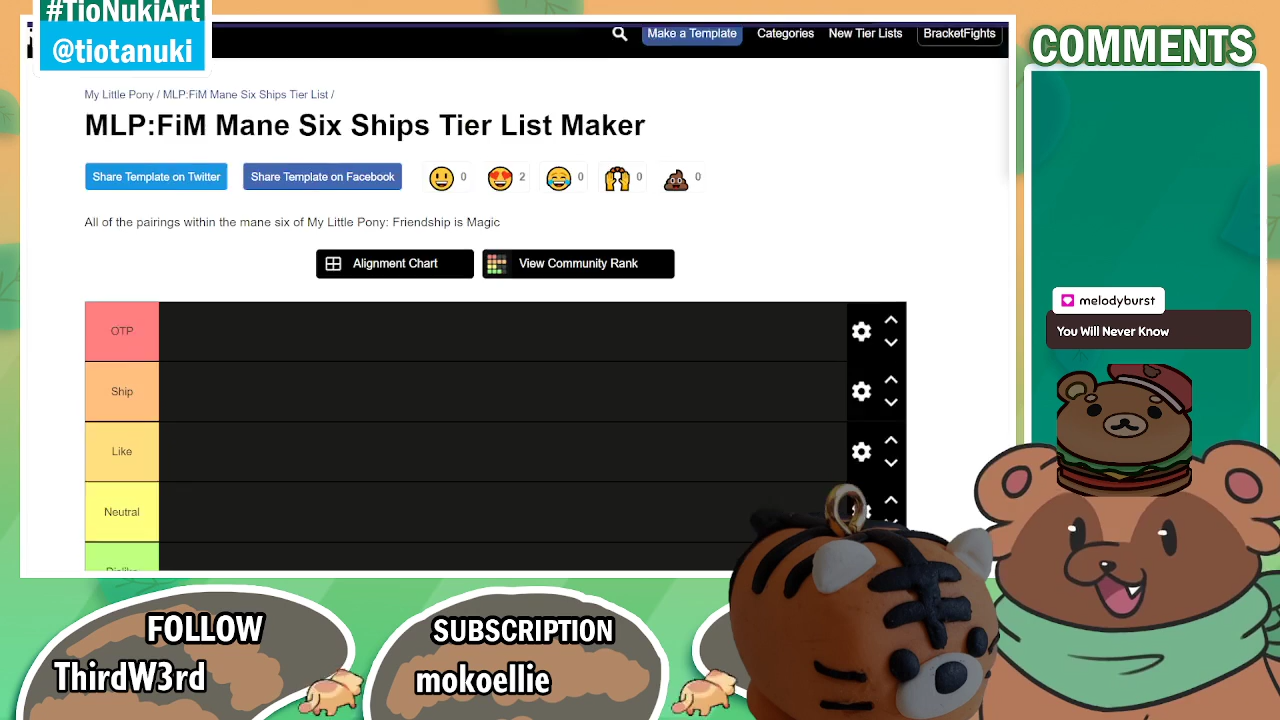 #TioNukiArt
@tiotanuki
Make a Template
Categories
New Tier Lists
BracketFights
My Little Pony / MLP:FiM Mane Six Ships Tier List /
MLP:FiM Mane Six Ships Tier List Maker
Share Template on Twitter
Share Template on Facebook
0
2
0
0
0
All of the pairings within the mane six of My Little Pony: Friendship is Magic
Alignment Chart
View Community Rank
OTP
Ship
Like
Neutral
Dislike
COMMENTS
melodyburst
You Will Never Know
FOLLOW
ThirdW3rd
SUBSCRIPTION
mokoellie